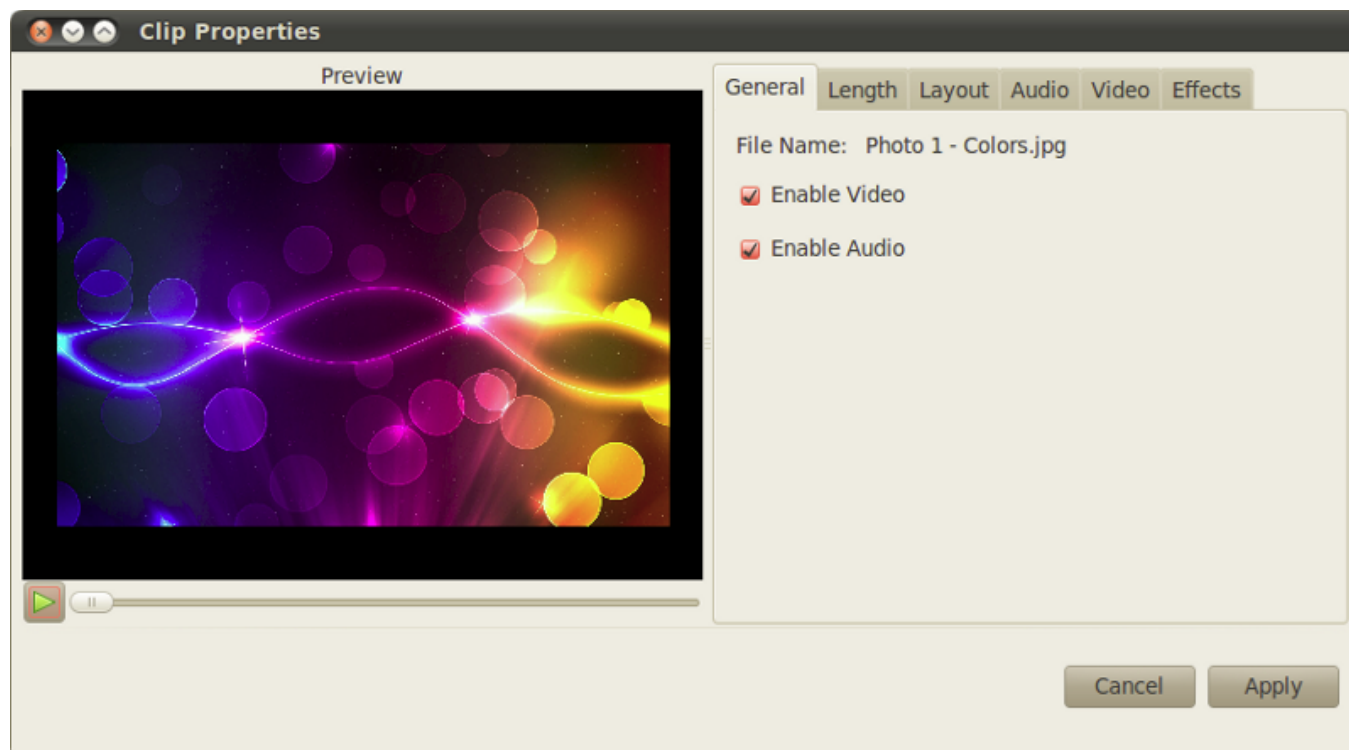 Clip Properties
Preview
General Length Layout Audio Video Effects
File Name: Photo 1 - Colors.jpg
Enable Video
Enable Audio
Cancel Apply